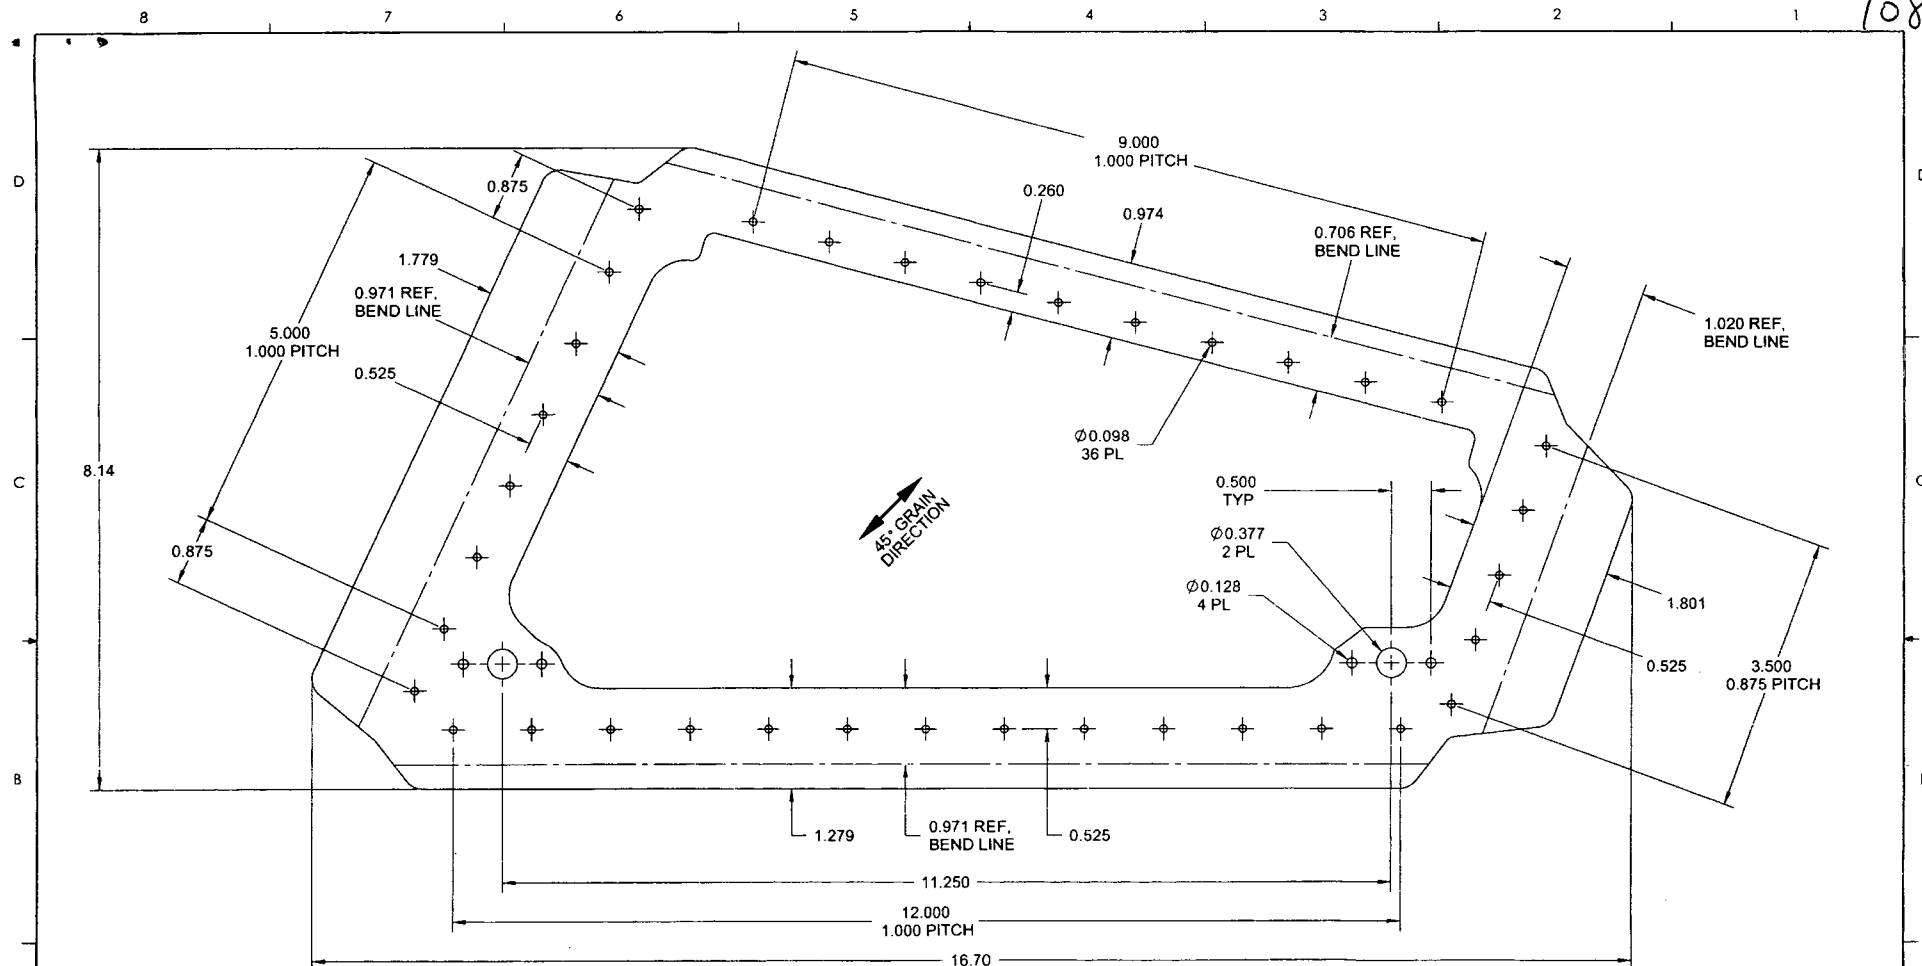 8 7 6 5 4 3 2 1
108
D
9.000
1.000 PITCH
0.875
0.260
0.974
0.706 REF,
BEND LINE
1.779
0.971 REF,
BEND LINE
5.000
1.000 PITCH
1.020 REF,
BEND LINE
0.525
Ø0.098
36 PL
8.14
C
0.500
TYP
45° GRAIN
DIRECTION
Ø0.377
2 PL
0.875
Ø0.128
4 PL
1.801
0.525
3.500
0.875 PITCH
B
1.279
0.971 REF,
BEND LINE
0.525
11.250
12.000
1.000 PITCH
16.70